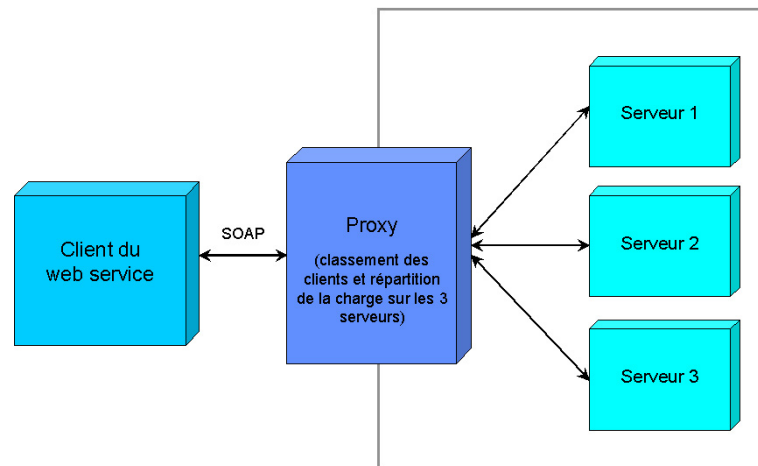 Client du
web service
SOAP
Proxy
(classement des
clients et répartition
de la charge sur les 3
serveurs)
Serveur 1
Serveur 2
Serveur 3